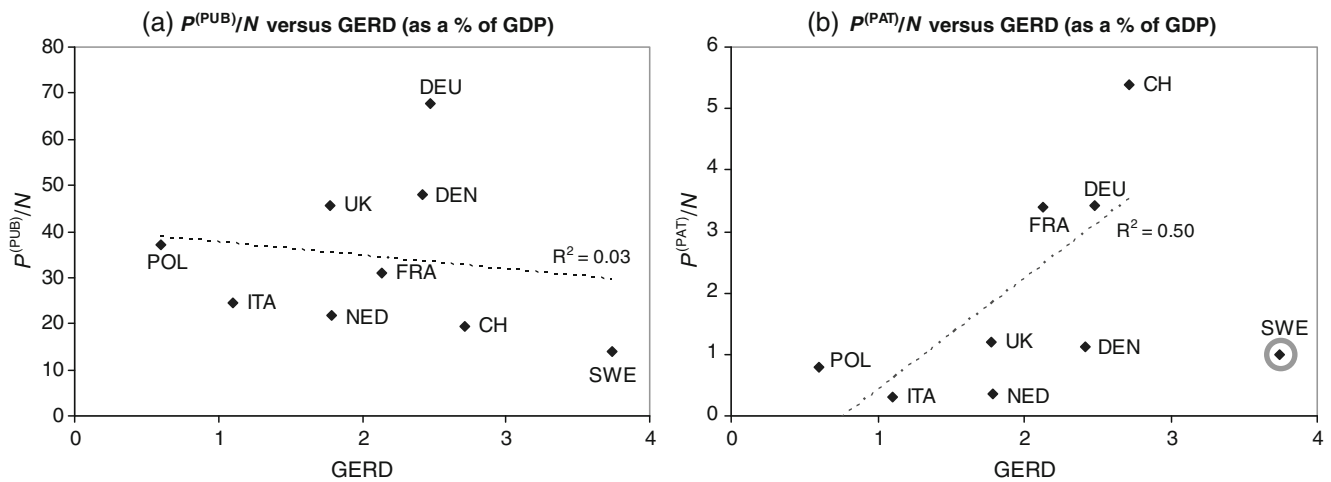 (a) P(PUB)/N versus GERD (as a % of GDP)
80
70
60
50
40
30
20
10
0
P(PUB)/N
DEU
UK
DEN
POL
R² = 0.03
FRA
ITA
NED
CH
SWE
0 1 2 3 4
GERD
(b) P(PAT)/N versus GERD (as a % of GDP)
6
5
4
3
2
1
0
P(PAT)/N
CH
DEU
FRA
R² = 0.50
SWE
UK
DEN
POL
ITA
NED
0 1 2 3 4
GERD